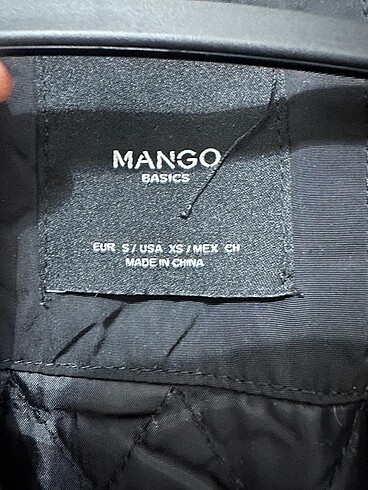 MANGO
BASICS
EUR S / USA XS / MEX CH
MADE IN CHINA